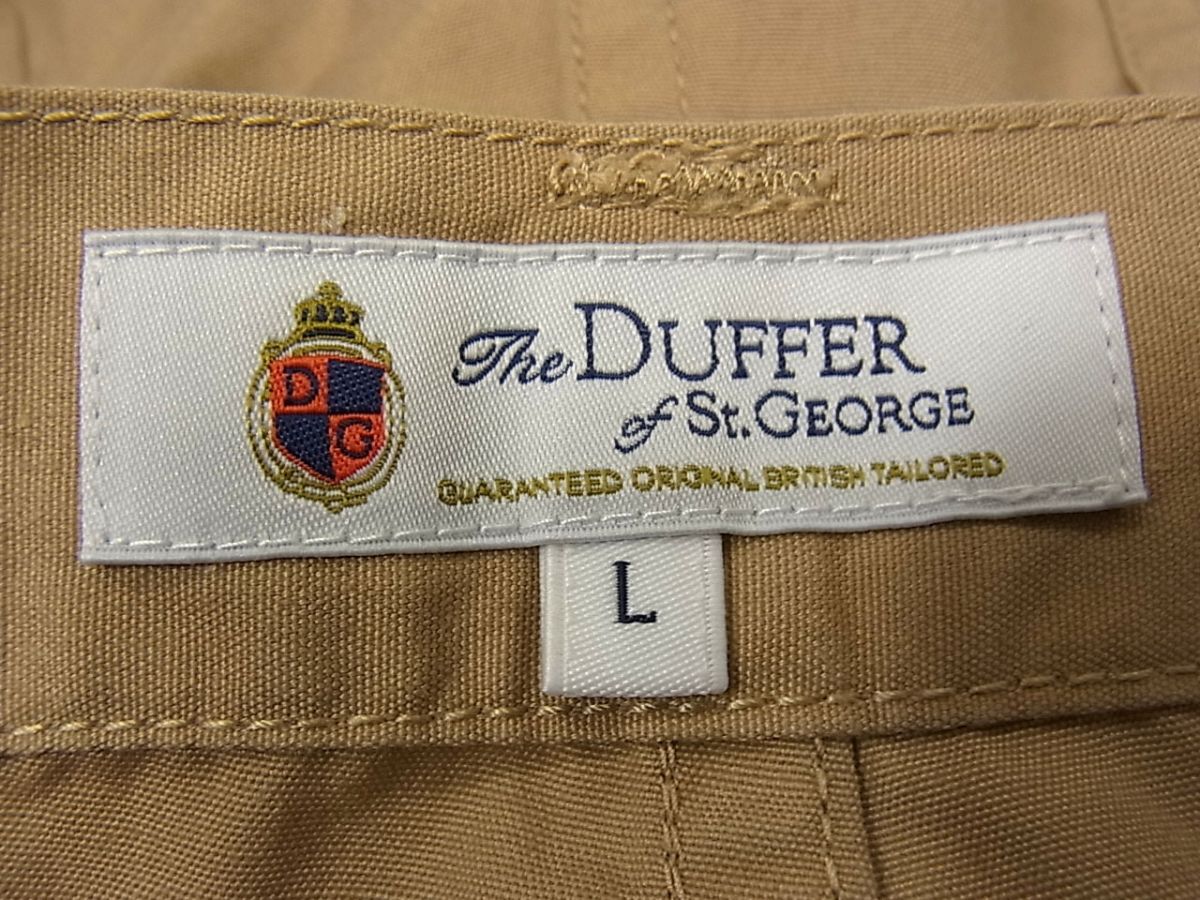 D
G
The DUFFER
of St. GEORGE
GUARANTEED ORIGINAL BRITISH TAILORED
L